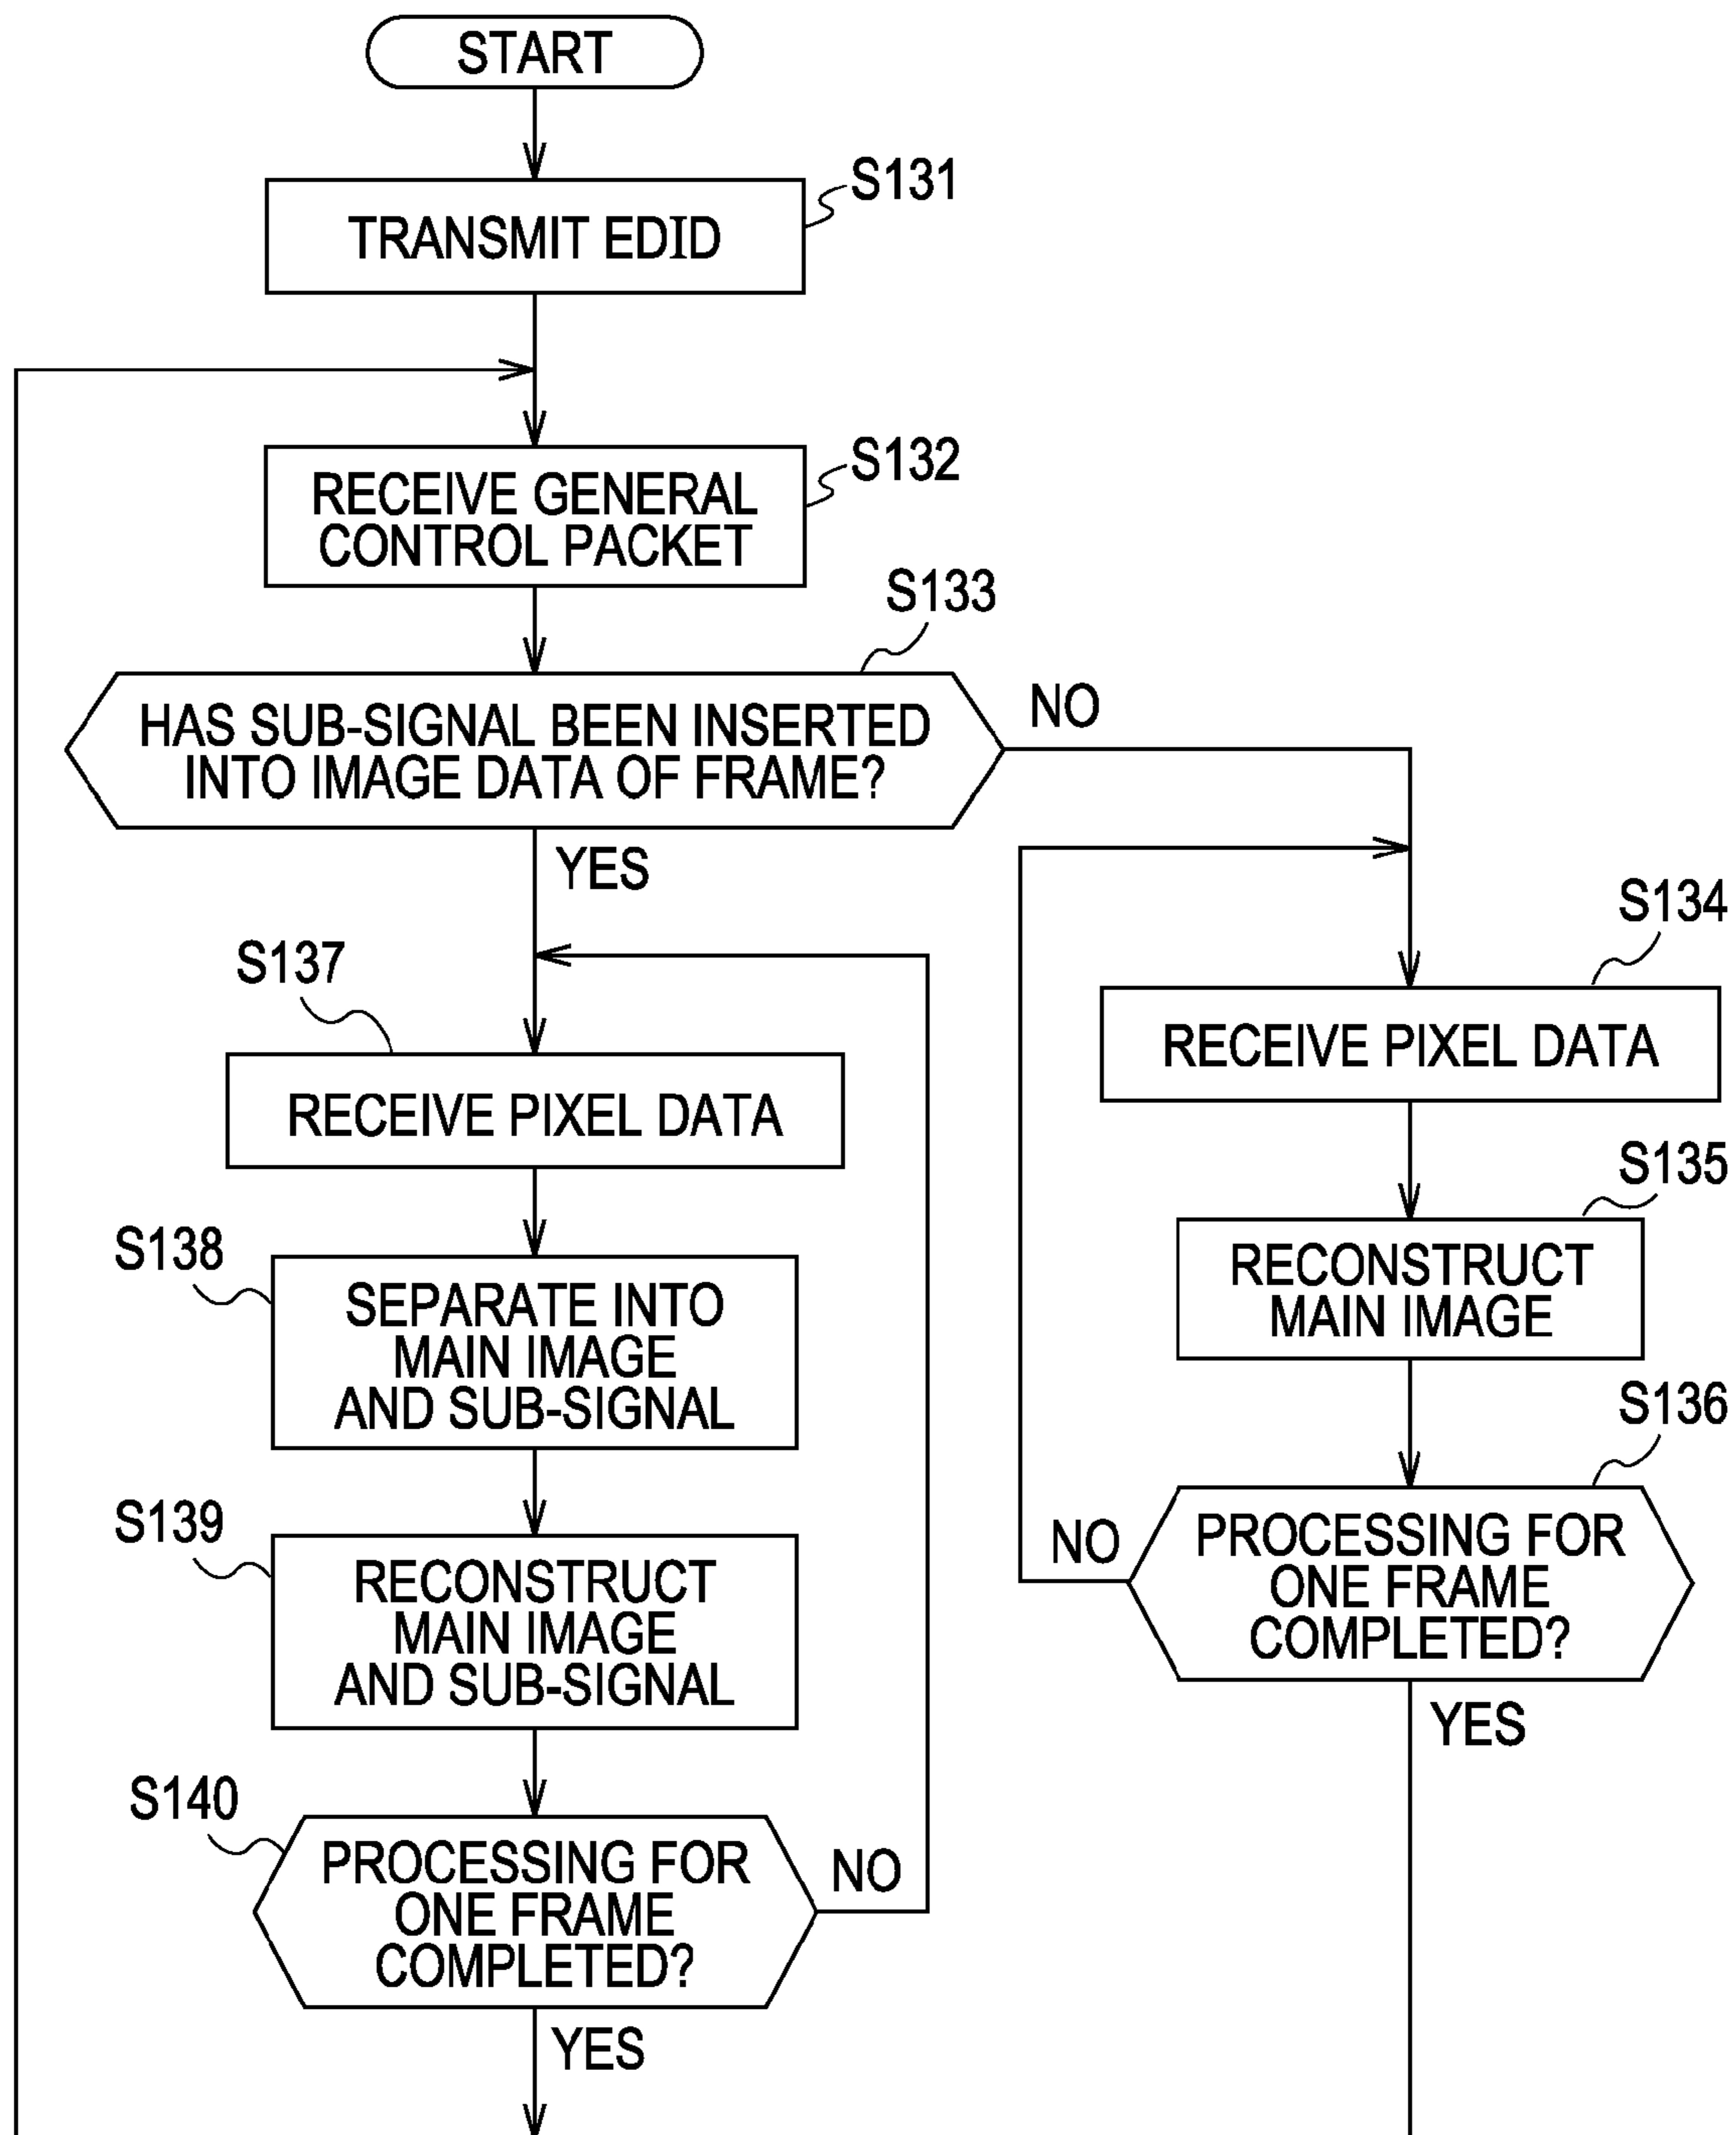 START
S131
TRANSMIT EDID
S132
RECEIVE GENERAL
CONTROL PACKET
S133
HAS SUB-SIGNAL BEEN INSERTED
INTO IMAGE DATA OF FRAME?
NO
YES
S134
RECEIVE PIXEL DATA
S135
RECONSTRUCT
MAIN IMAGE
S136
PROCESSING FOR
ONE FRAME
COMPLETED?
NO
YES
S137
RECEIVE PIXEL DATA
S138
SEPARATE INTO
MAIN IMAGE
AND SUB-SIGNAL
S139
RECONSTRUCT
MAIN IMAGE
AND SUB-SIGNAL
S140
PROCESSING FOR
ONE FRAME
COMPLETED?
NO
YES